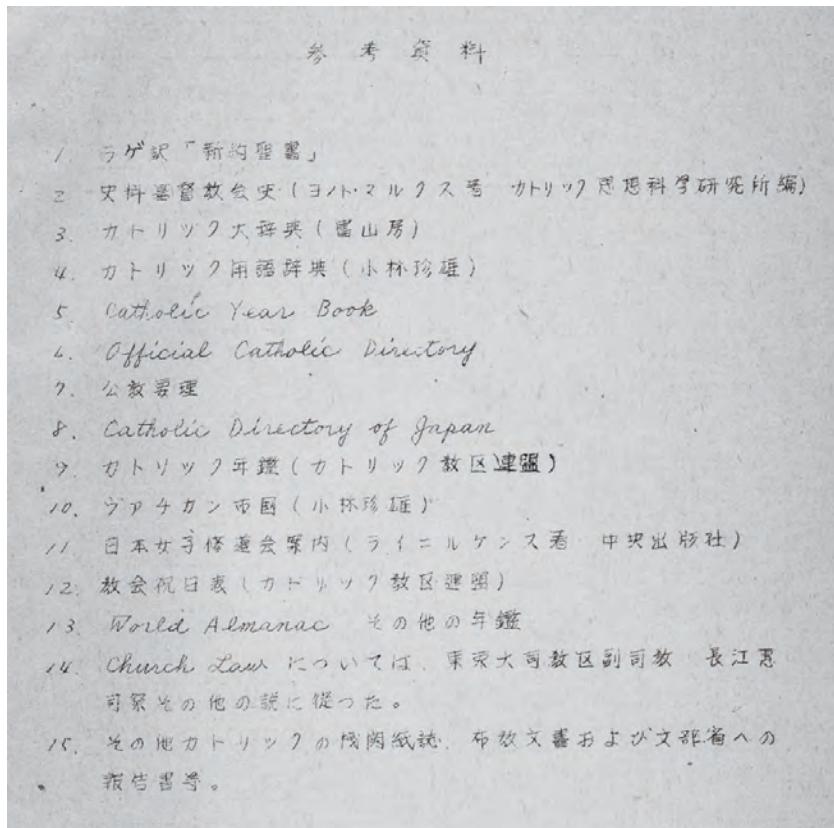 参考資料
1. ラゲ訳「新約聖書」
2 史料基督教会史(ヨハト・マルクス著 カトリック思想科学研究所編)
3. カトリック大辞典(冨山房)
4. カトリック用語辞典(小林珍雄)
5. Catholic Year Book
6. Official Catholic Directory
7. 公教要理
8. Catholic Directory of Japan
9. カトリック年鑑(カトリック教区連盟)
10. ヴァチカン市国(小林珍雄)
11 日本女子修道会案内(ライニルケンス著 中央出版社)
12. 教会祝日表(カトリック教区連盟)
13. World Almanac その他の年鑑
14. Church Law については、東京大司教区副司教 長江恵
司祭その他の説に従つた。
15. その他カトリックの機関紙誌、布教文書および文部省への
報告書等。